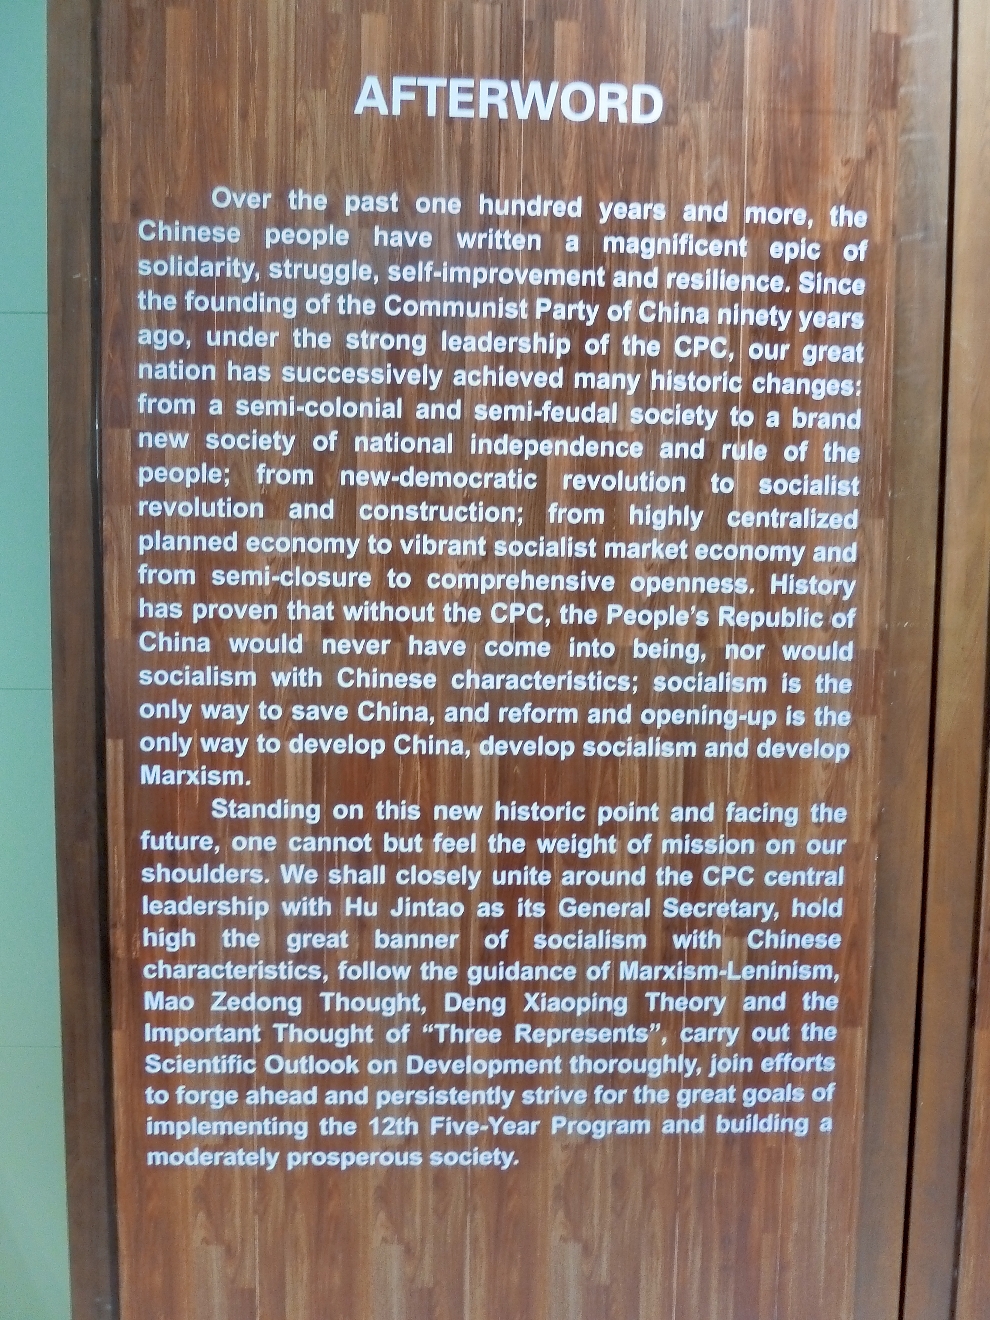 AFTERWORD
Over the past one hundred years and more, the
Chinese people have written a magnificent epic of
solidarity, struggle, self-improvement and resilience. Since
the founding of the Communist Party of China ninety years
ago, under the strong leadership of the CPC, our great
nation has successively achieved many historic changes:
from a semi-colonial and semi-feudal society to a brand
new society of national independence and rule of the
people; from new-democratic revolution to socialist
revolution and construction; from highly centralized
planned economy to vibrant socialist market economy and
from semi-closure to comprehensive openness. History
has proven that without the CPC, the People’s Republic of
China would never have come into being, nor would
socialism with Chinese characteristics; socialism is the
only way to save China, and reform and opening-up is the
only way to develop China, develop socialism and develop
Marxism.
Standing on this new historic point and facing the
future, one cannot but feel the weight of mission on our
shoulders. We shall closely unite around the CPC central
leadership with Hu Jintao as its General Secretary, hold
high the great banner of socialism with Chinese
characteristics, follow the guidance of Marxism-Leninism,
Mao Zedong Thought, Deng Xiaoping Theory and the
Important Thought of “Three Represents”, carry out the
Scientific Outlook on Development thoroughly, join efforts
to forge ahead and persistently strive for the great goals of
implementing the 12th Five-Year Program and building a
moderately prosperous society.